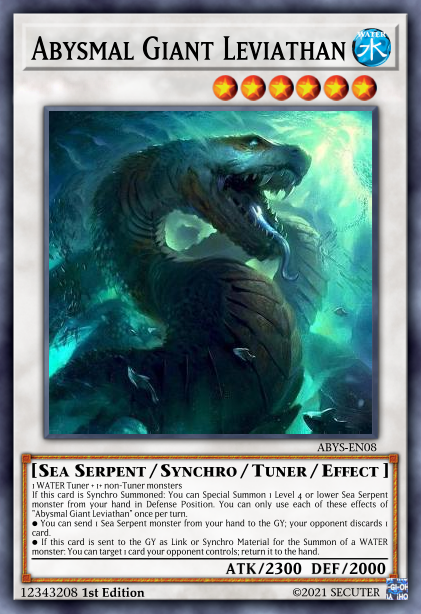 ABYSMAL GIANT LEVIATHAN
WATER
水
ABYS-EN08
[SEA SERPENT/SYNCHRO/TUNER/EFFECT]
1 WATER Tuner + 1+ non-Tuner monsters
If this card is Synchro Summoned: You can Special Summon 1 Level 4 or lower Sea Serpent
monster from your hand in Defense Position. You can only use each of these effects of
"Abysmal Giant Leviathan" once per turn.
● You can send 1 Sea Serpent monster from your hand to the GY; your opponent discards 1
card.
● If this card is sent to the GY as Link or Synchro Material for the Summon of a WATER
monster: You can target 1 card your opponent controls; return it to the hand.
ATK/2300 DEF/2000
12343208 1st Edition
©2021 SECUTER